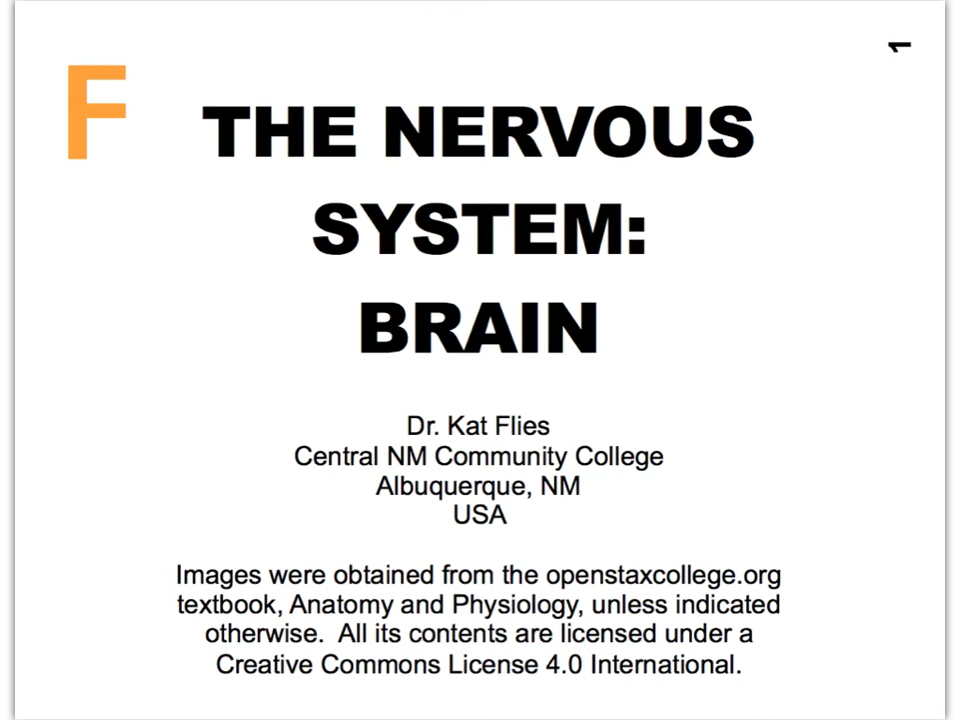 1
F
THE NERVOUS
SYSTEM:
BRAIN
Dr. Kat Flies
Central NM Community College
Albuquerque, NM
USA
Images were obtained from the openstaxcollege.org
textbook, Anatomy and Physiology, unless indicated
otherwise.  All its contents are licensed under a
Creative Commons License 4.0 International.